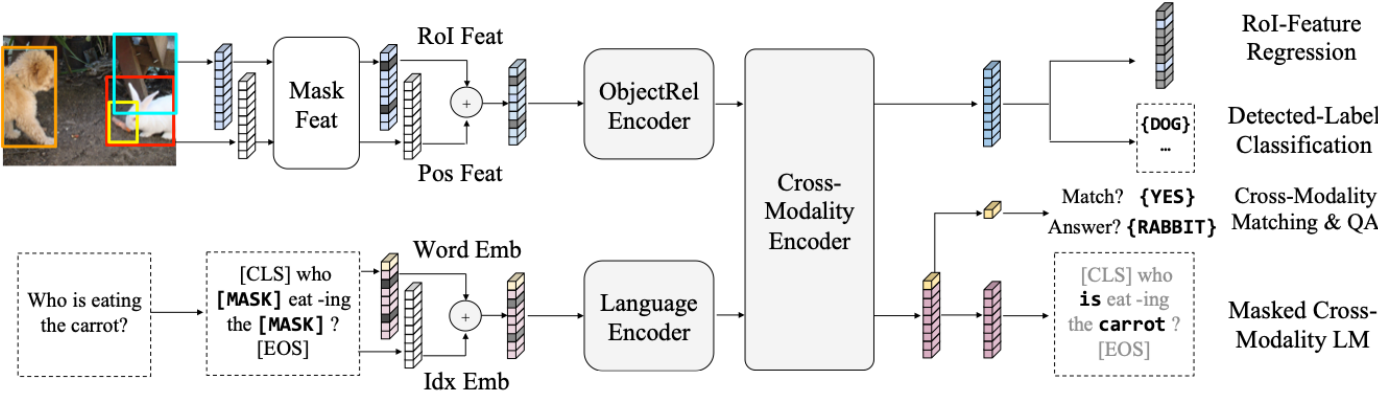 RoI Feat
Mask
Feat
+
Pos Feat
ObjectRel
Encoder
Cross-
Modality
Encoder
RoI-Feature
Regression
{DOG}
…
Detected-Label
Classification
Match? {YES}
Answer? {RABBIT}
Cross-Modality
Matching & QA
Who is eating
the carrot?
[CLS] who
[MASK] eat -ing
the [MASK] ?
[EOS]
Word Emb
+
Idx Emb
Language
Encoder
[CLS] who
is eat -ing
the carrot ?
[EOS]
Masked Cross-
Modality LM